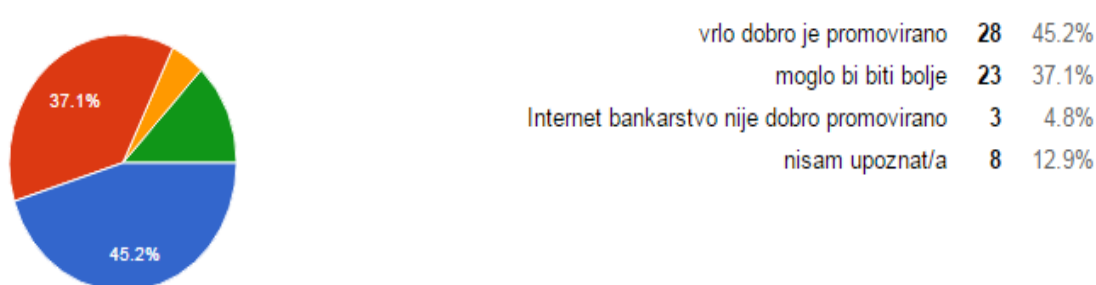 37.1%
45.2%
vrlo dobro je promovirano 28 45.2%
moglo bi biti bolje 23 37.1%
Internet bankarstvo nije dobro promovirano 3 4.8%
nisam upoznat/a 8 12.9%